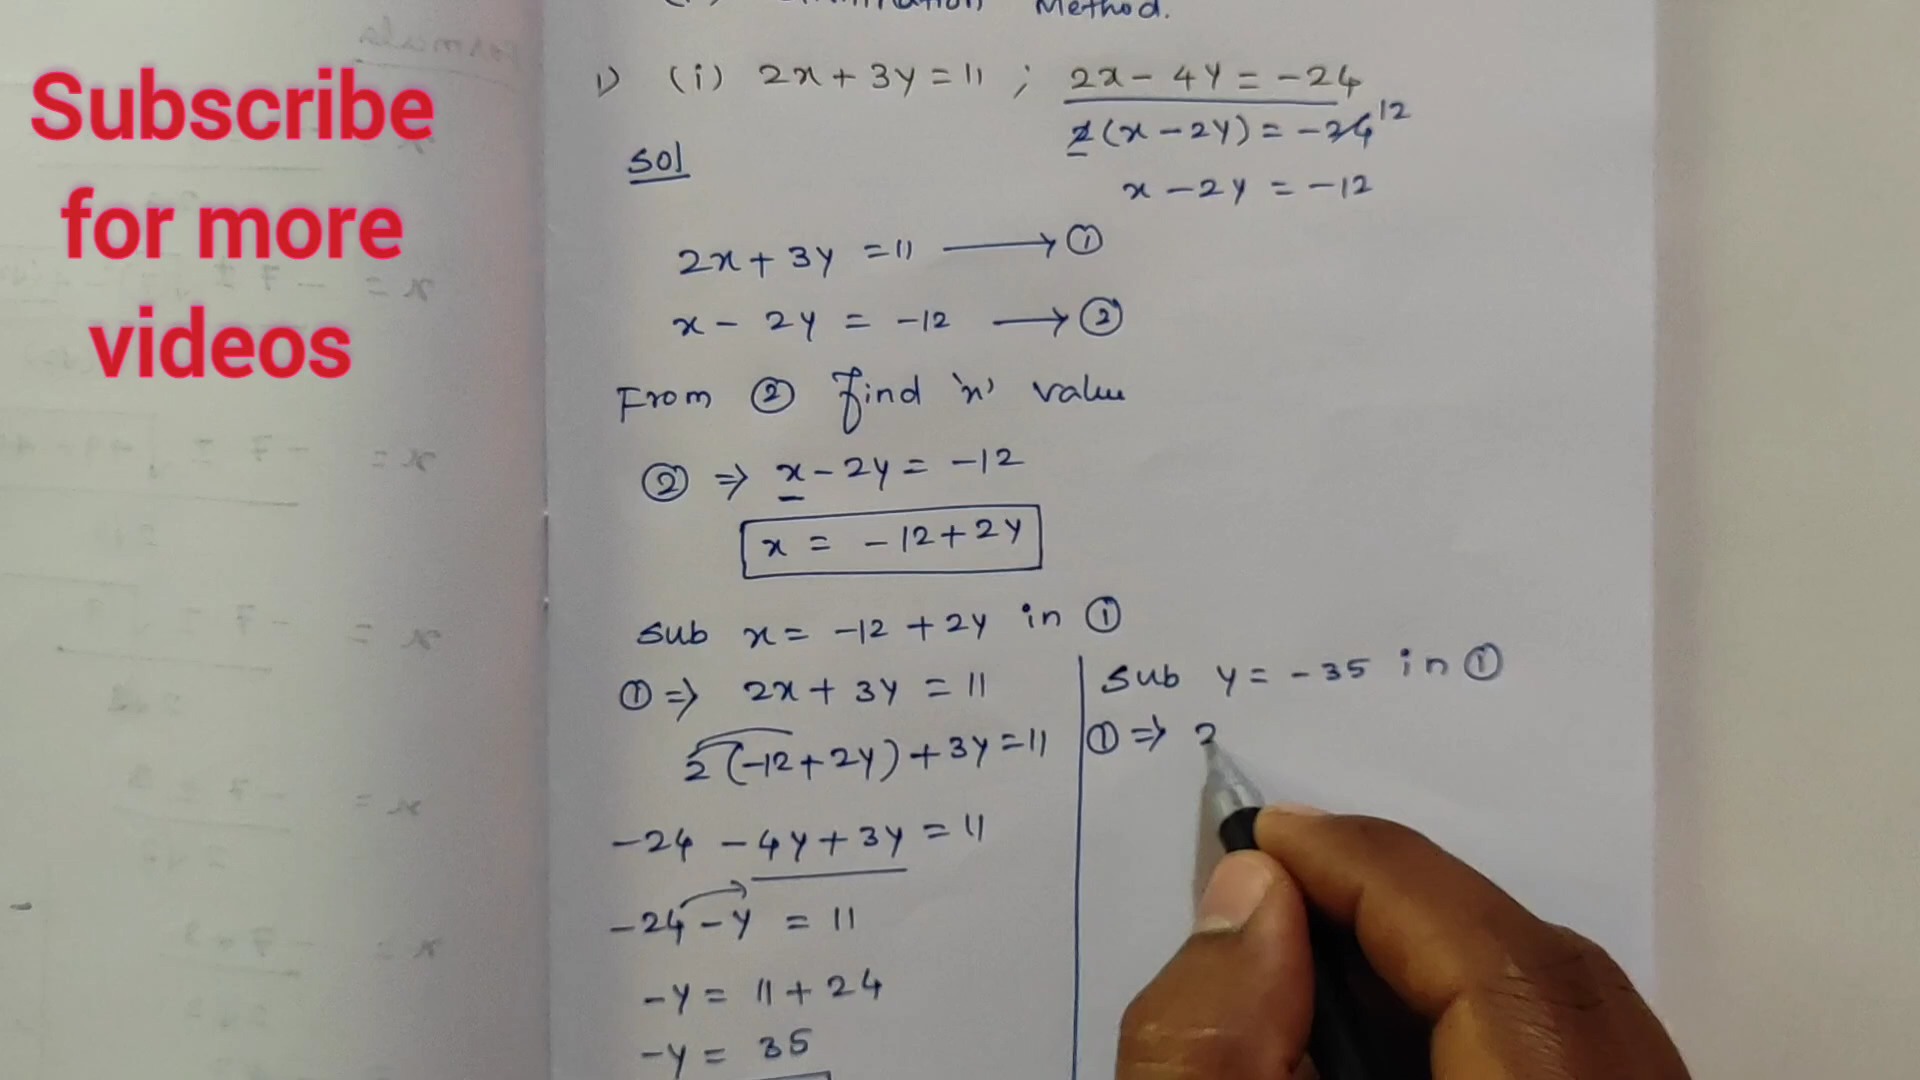 Subscribe
for more
videos
Method.
1) (i) 2x + 3y = 11 ; 2x - 4y = -24
2(x - 2y) = -24 12
x - 2y = -12
Sol
2x + 3y = 11 ⟶ ①
x - 2y = -12 ⟶ ②
From ② find 'x' value
② ⇒ x - 2y = -12
x = -12 + 2y
Sub x = -12 + 2y in ①
① ⇒ 2x + 3y = 11
2(-12 + 2y) + 3y = 11
-24 - 4y + 3y = 11
-24 - y = 11
-y = 11 + 24
-y = 35
Sub y = -35 in ①
① ⇒ 2